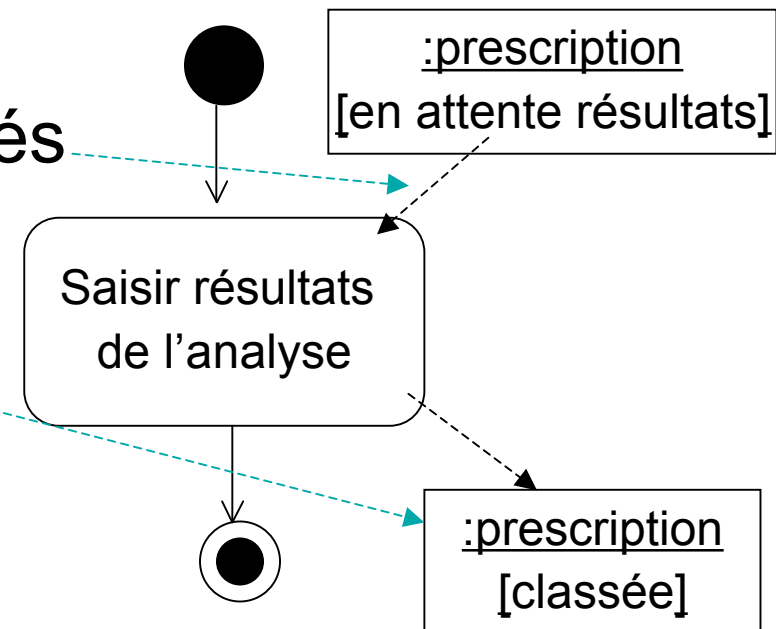 :prescription
[en attente résultats]
és
Saisir résultats
de l’analyse
:prescription
[classée]